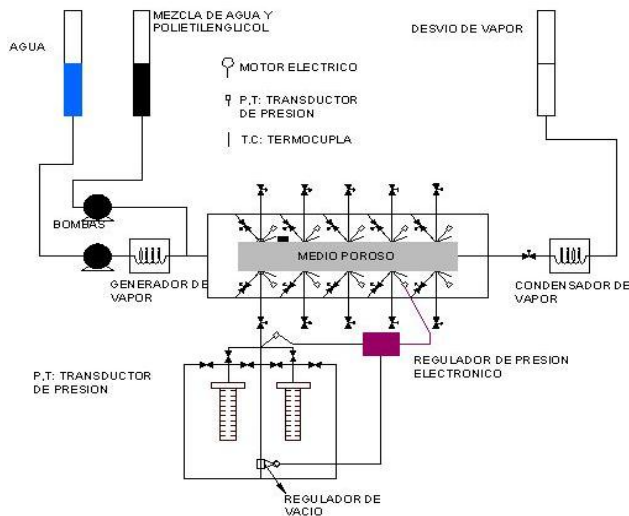 AGUA
MEZCLA DE AGUA Y
POLIETILENGLICOL
DESVIO DE VAPOR
MOTOR ELECTRICO
P,T: TRANSDUCTOR
DE PRESION
T.C: TERMOCUPLA
BOMBAS
GENERADOR DE
VAPOR
MEDIO POROSO
CONDENSADOR DE
VAPOR
P,T: TRANSDUCTOR
DE PRESION
REGULADOR DE PRESION
ELECTRONICO
REGULADOR DE
VACIO